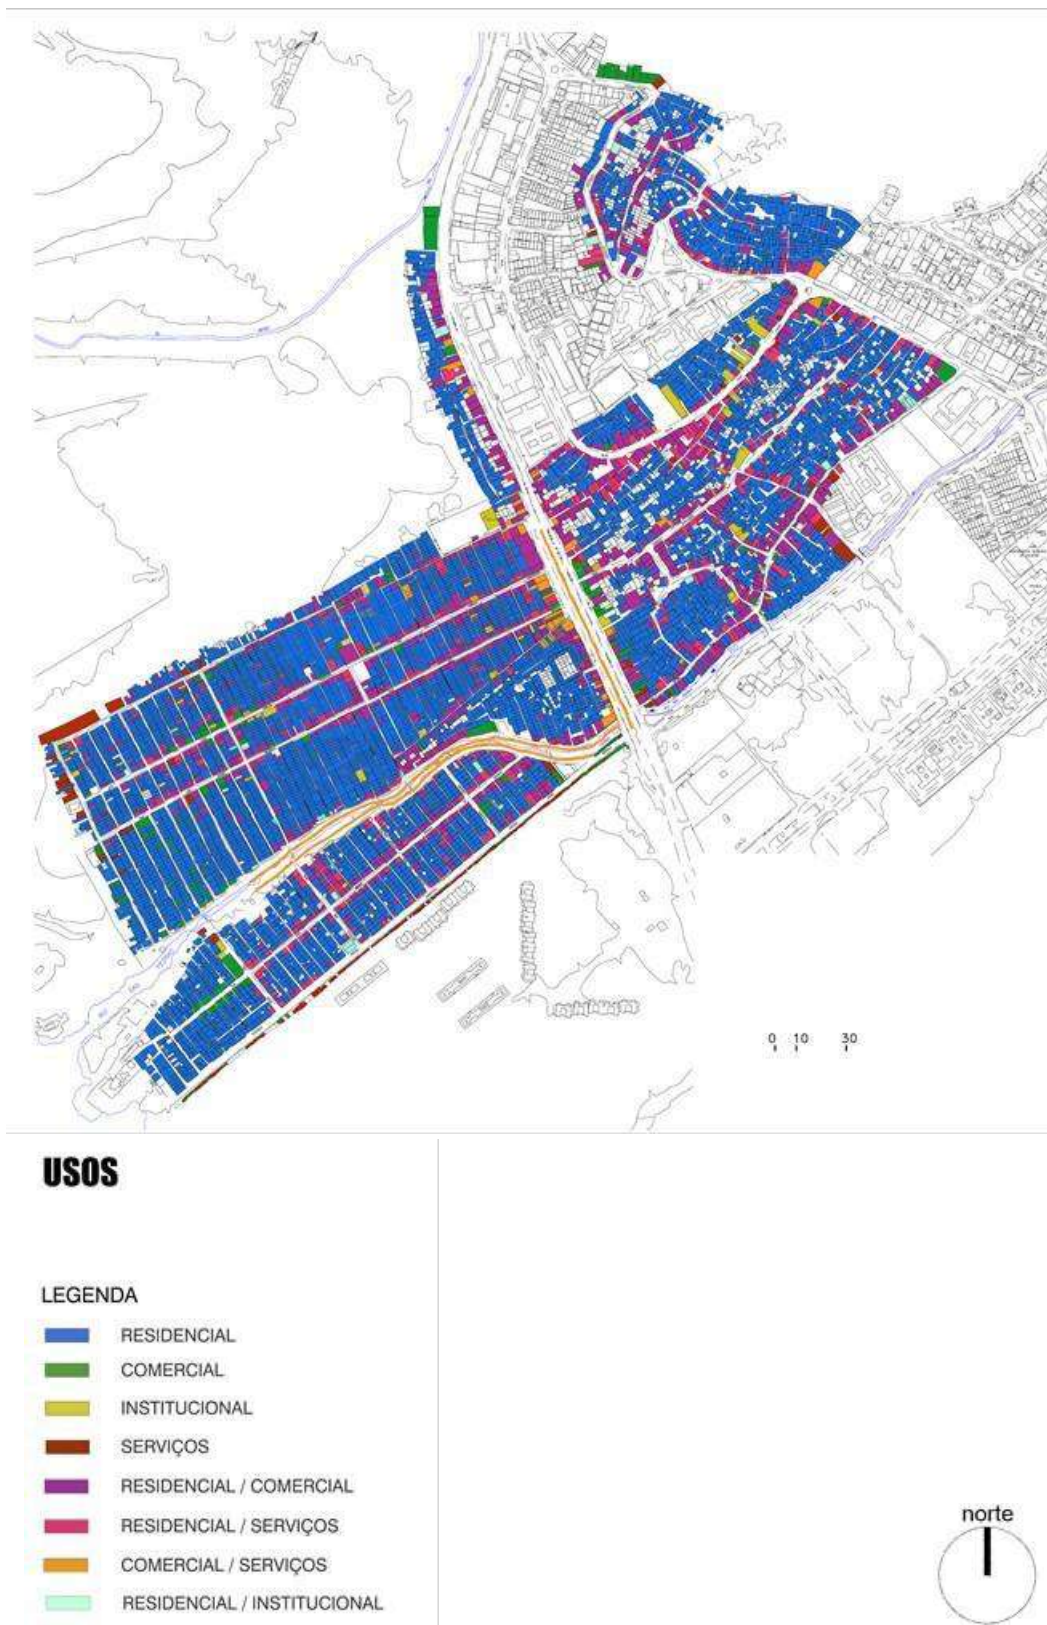 0 10 30
USOS
LEGENDA
RESIDENCIAL
COMERCIAL
INSTITUCIONAL
SERVIÇOS
RESIDENCIAL / COMERCIAL
RESIDENCIAL / SERVIÇOS
COMERCIAL / SERVIÇOS
RESIDENCIAL / INSTITUCIONAL
norte